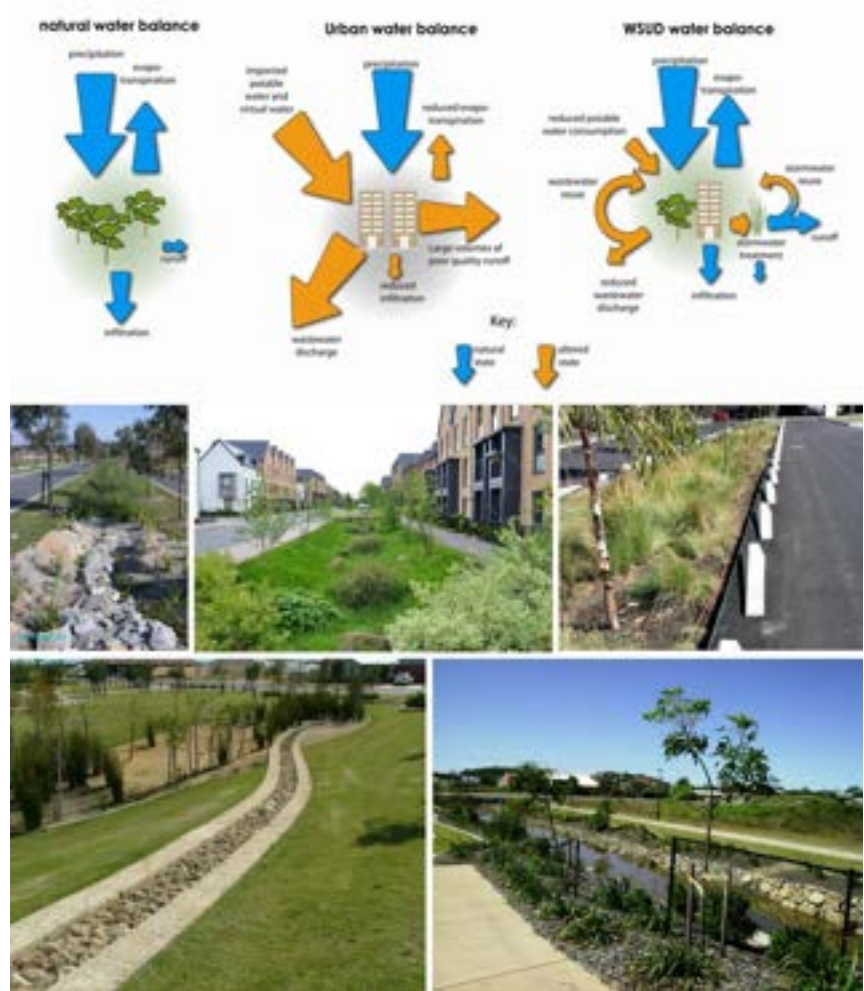 natural water balance
precipitation
evapo-
transpiration
runoff
infiltration
Urban water balance
imported
potable
water and
virtual water
precipitation
reduced evapo-
transpiration
Large volumes of
poor quality runoff
reduced
infiltration
wastewater
discharge
WSUD water balance
precipitation
evapo-
transpiration
reduced potable
water consumption
wastewater
reuse
stormwater
reuse
runoff
stormwater
treatment
infiltration
reduced
wastewater
discharge
Key:
natural
state
altered
state